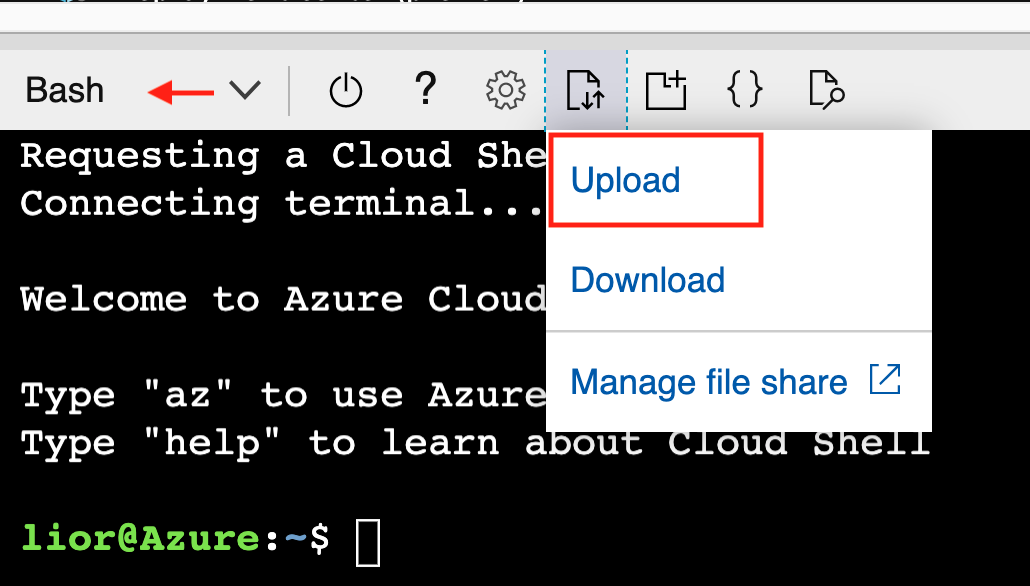 Bash
?
{}
Requesting a Cloud She
Connecting terminal...
Welcome to Azure Cloud
Type "az" to use Azure
Type "help" to learn about Cloud Shell
lior@Azure:~$
Upload
Download
Manage file share